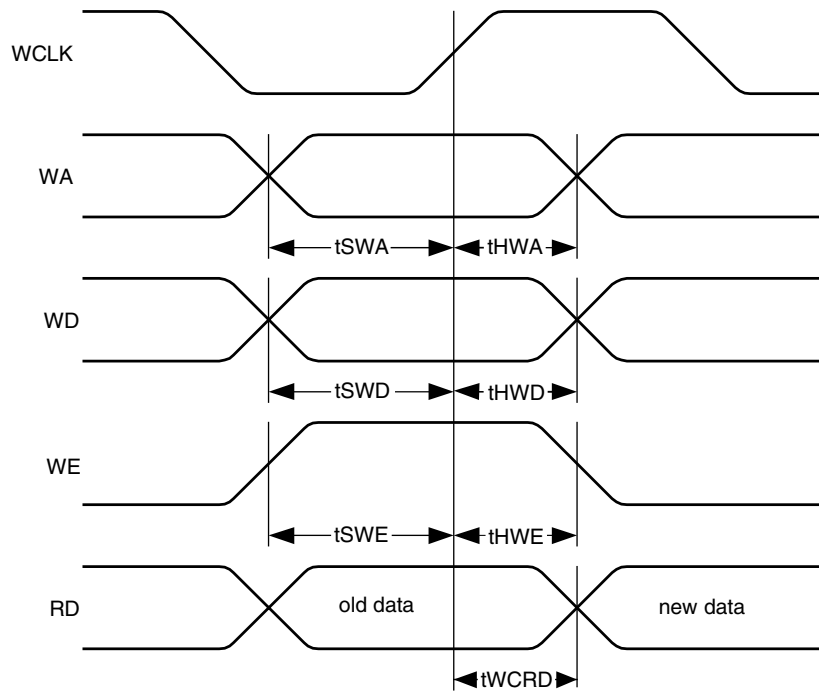 WCLK
WA
tSWA tHWA
WD
tSWD tHWD
WE
tSWE tHWE
RD old data new data
tWCRD